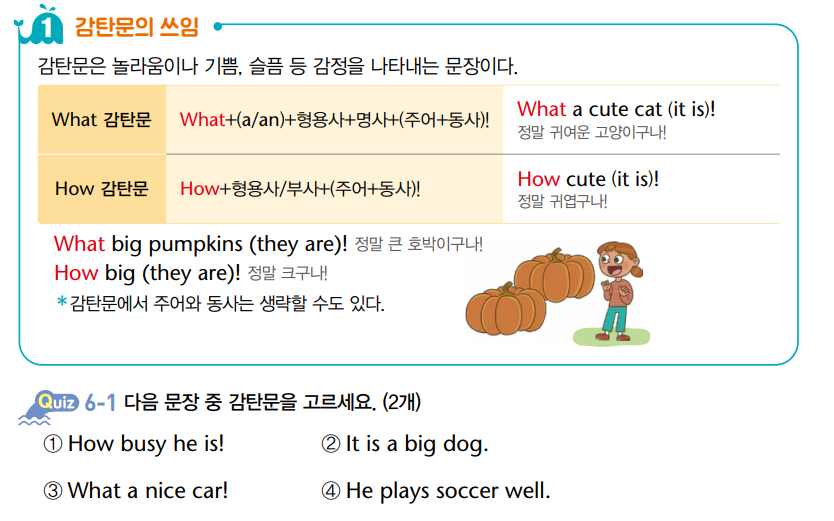 1 감탄문의 쓰임
감탄문은 놀라움이나 기쁨, 슬픔 등 감정을 나타내는 문장이다.
What 감탄문 What+(a/an)+형용사+명사+(주어+동사)! What a cute cat (it is)!
정말 귀여운 고양이구나!
How 감탄문 How+형용사/부사+(주어+동사)! How cute (it is)!
정말 귀엽구나!
What big pumpkins (they are)! 정말 큰 호박이구나!
How big (they are)! 정말 크구나!
*감탄문에서 주어와 동사는 생략할 수도 있다.
Quiz 6-1 다음 문장 중 감탄문을 고르세요. (2개)
① How busy he is! ② It is a big dog.
③ What a nice car! ④ He plays soccer well.